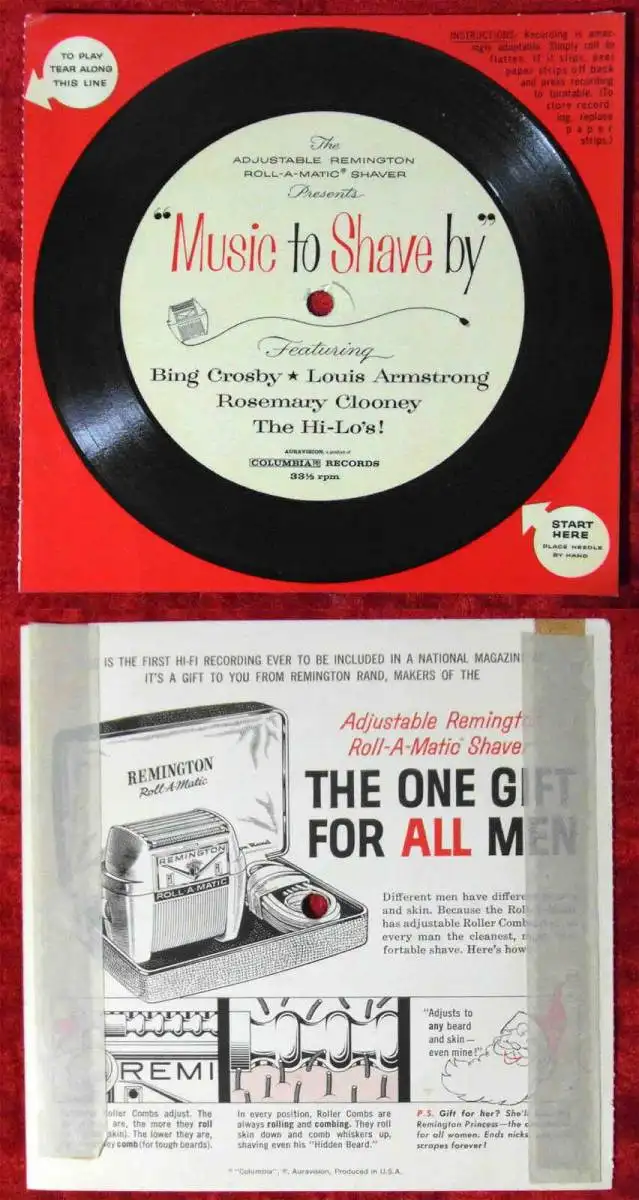 TO PLAY
TEAR ALONG
THIS LINE
INSTRUCTIONS: Recording is amaz-
ingly adaptable. Simply roll to
flatten. If it slips, peel
paper strips off back
and press recording
to turntable. (To
store record-
ing, replace
paper
strips.)
The
ADJUSTABLE REMINGTON
ROLL-A-MATIC® SHAVER
Presents
"Music to Shave by"
Featuring
Bing Crosby ★ Louis Armstrong
Rosemary Clooney
The Hi-Lo's!
AURAVISION, a product of
COLUMBIA® RECORDS
33⅓ rpm
START
HERE
PLACE NEEDLE
BY HAND
IS THE FIRST HI-FI RECORDING EVER TO BE INCLUDED IN A NATIONAL MAGAZINE
IT'S A GIFT TO YOU FROM REMINGTON RAND, MAKERS OF THE
Adjustable Remington
Roll-A-Matic Shaver
THE ONE GIFT
FOR ALL MEN
REMINGTON
Roll-A-Matic
Rand
REMINGTON
ROLL-A-MATIC
Different men have different
and skin. Because the Roll-A-Matic
has adjustable Roller Combs
every man the cleanest,
fortable shave. Here's how
REMI
"Adjusts to
any beard
and skin—
even mine!"
Roller Combs adjust. The
are, the more they roll
skin). The lower they are,
they comb (for tough beards).
In every position, Roller Combs are
always rolling and combing. They roll
skin down and comb whiskers up,
shaving even his "Hidden Beard."
P.S. Gift for her? She'll
Remington Princess—the
for all women. Ends nicks
scrapes forever!
® "Columbia", ®, Auravision, Produced in U.S.A.